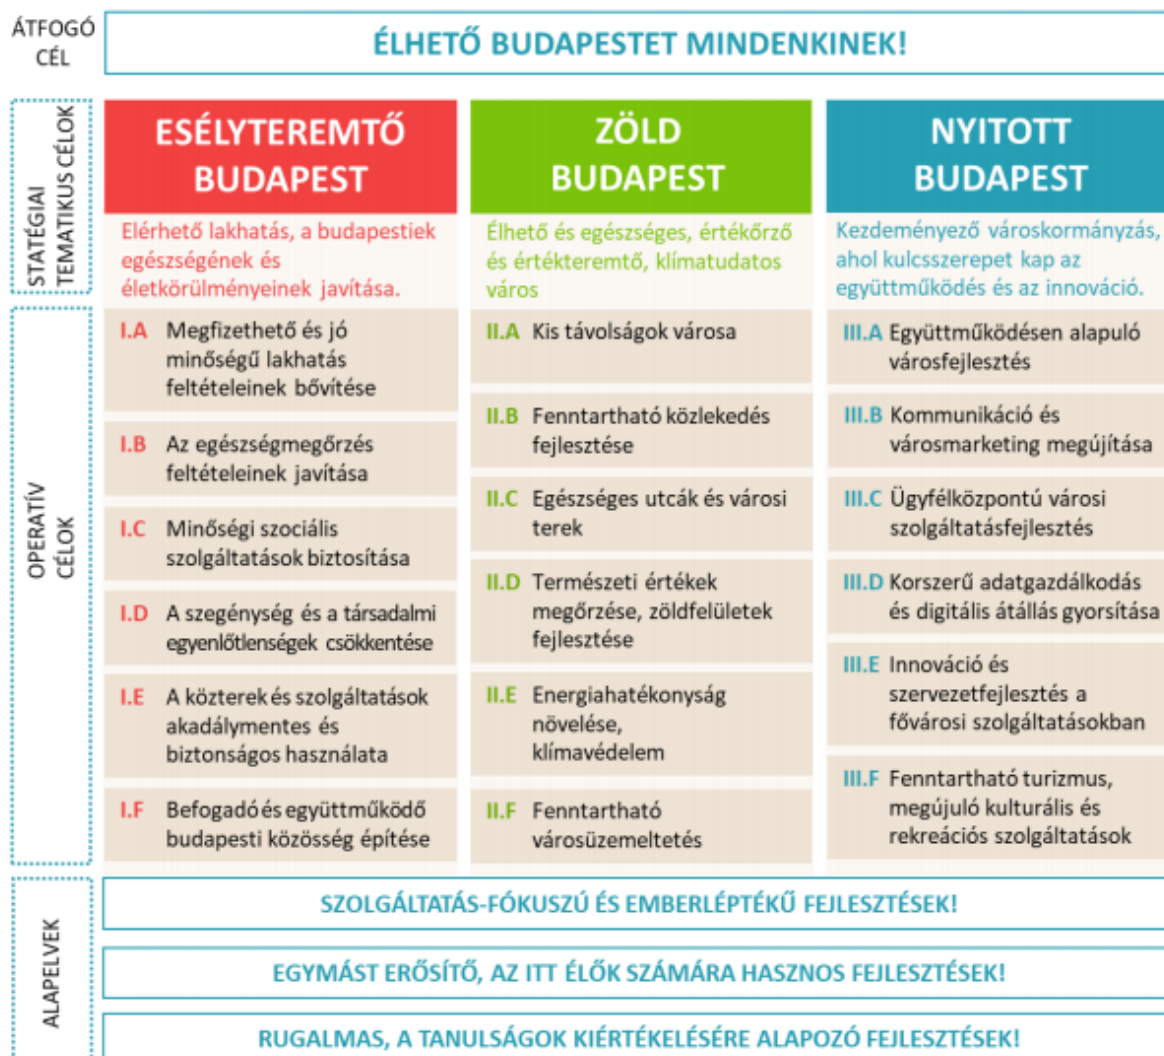 ÁTFOGÓ
CÉL
ÉLHETŐ BUDAPESTET MINDENKINEK!
STATÉGIAI
TEMATIKUS CÉLOK
ESÉLYTEREMTŐ
BUDAPEST
Elérhető lakhatás, a budapestiek
egészségének és
életkörülményeinek javítása.
ZÖLD
BUDAPEST
Élhető és egészséges, értékőrző
és értékteremtő, klímatudatos
város
NYITOTT
BUDAPEST
Kezdeményező városkormányzás,
ahol kulcsszerepet kap az
együttműködés és az innováció.
OPERATÍV
CÉLOK
I.A Megfizethető és jó
minőségű lakhatás
feltételeinek bővítése
I.B Az egészségmegőrzés
feltételeinek javítása
I.C Minőségi szociális
szolgáltatások biztosítása
I.D A szegénység és a társadalmi
egyenlőtlenségek csökkentése
I.E A közterek és szolgáltatások
akadálymentes és
biztonságos használata
I.F Befogadó és együttműködő
budapesti közösség építése
II.A Kis távolságok városa
II.B Fenntartható közlekedés
fejlesztése
II.C Egészséges utcák és városi
terek
II.D Természeti értékek
megőrzése, zöldfelületek
fejlesztése
II.E Energiahatékonyság
növelése,
klímavédelem
II.F Fenntartható
városüzemeltetés
III.A Együttműködésen alapuló
városfejlesztés
III.B Kommunikáció és
városmarketing megújítása
III.C Ügyfélközpontú városi
szolgáltatásfejlesztés
III.D Korszerű adatgazdálkodás
és digitális átállás gyorsítása
III.E Innováció és
szervezetfejlesztés a
fővárosi szolgáltatásokban
III.F Fenntartható turizmus,
megújuló kulturális és
rekreációs szolgáltatások
ALAPELVEK
SZOLGÁLTATÁS-FÓKUSZÚ ÉS EMBERLÉPTÉKŰ FEJLESZTÉSEK!
EGYMÁST ERŐSÍTŐ, AZ ITT ÉLŐK SZÁMÁRA HASZNOS FEJLESZTÉSEK!
RUGALMAS, A TANULSÁGOK KIÉRTÉKELÉSÉRE ALAPOZÓ FEJLESZTÉSEK!